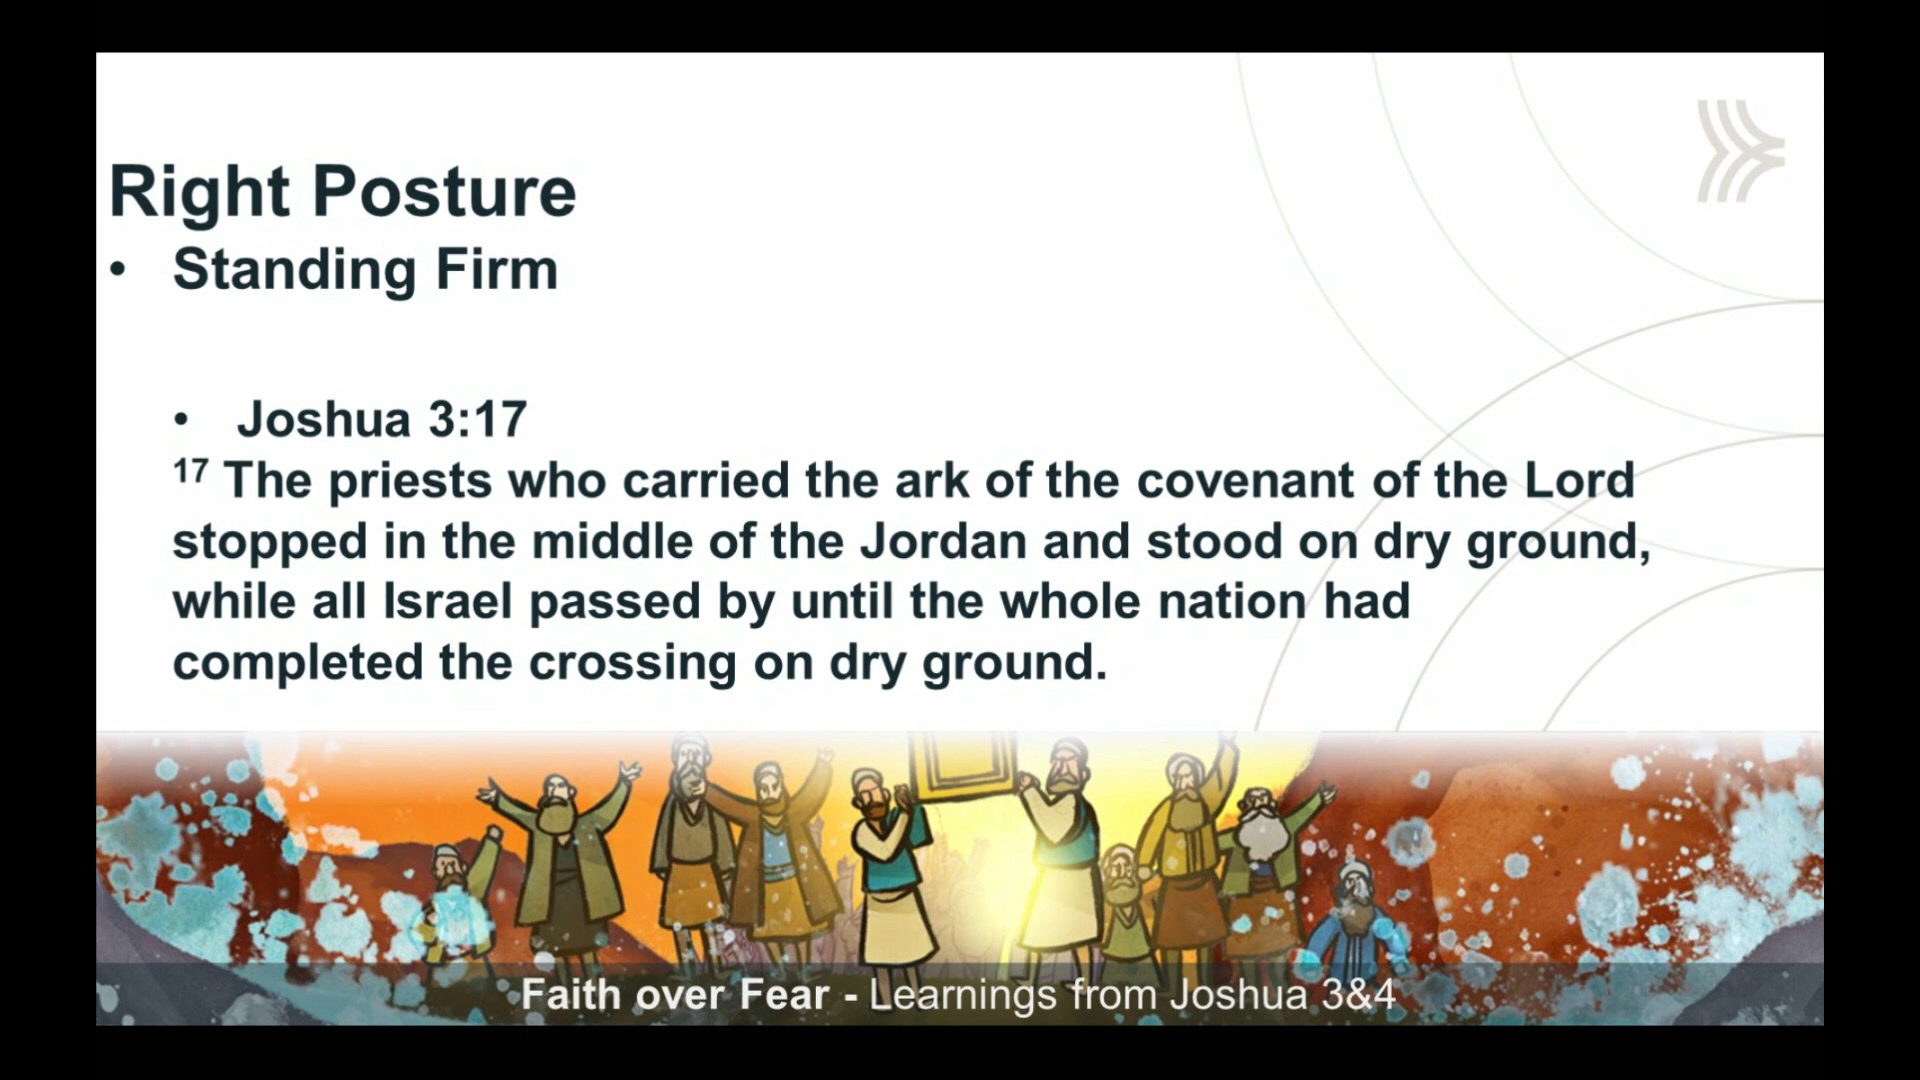 Right Posture
• Standing Firm
• Joshua 3:17
17 The priests who carried the ark of the covenant of the Lord
stopped in the middle of the Jordan and stood on dry ground,
while all Israel passed by until the whole nation had
completed the crossing on dry ground.
Faith over Fear - Learnings from Joshua 3&4